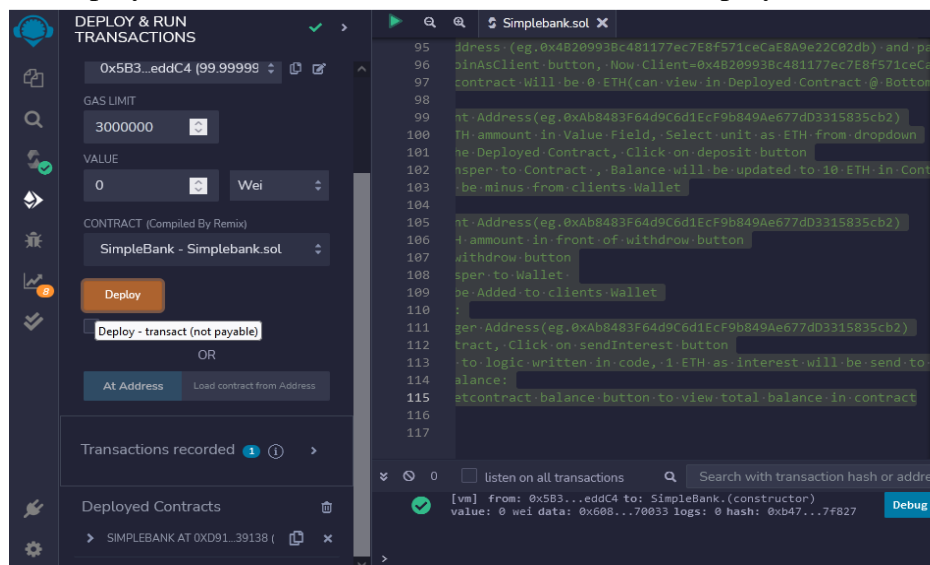 DEPLOY & RUN
TRANSACTIONS
0x5B3...eddC4 (99.99999
GAS LIMIT
3000000
VALUE
0 Wei
CONTRACT (Compiled By Remix)
SimpleBank - Simplebank.sol
Deploy
Deploy - transact (not payable)
OR
At Address Load contract from Address
Transactions recorded 1 i
Deployed Contracts
SIMPLEBANK AT 0XD91...39138 (
8
Simplebank.sol
95 ddress (eg.0x4B20993Bc481177ec7E8f571ceCaE8A9e22C02db) and pa
96 oinAsClient button, Now Client=0x4B20993Bc481177ec7E8f571ceCa
97 contract Will be 0 ETH(can view in Deployed Contract @ Bottom
98
99 nt Address(eg.0xAb8483F64d9C6d1EcF9b849Ae677dD3315835cb2)
100 TH ammount in Value Field, Select unit as ETH from dropdown
101 he Deployed Contract, Click on deposit button
102 nsper to Contract , Balance will be updated to 10 ETH in Cont
103 be minus from clients Wallet
104
105 nt Address(eg.0xAb8483F64d9C6d1EcF9b849Ae677dD3315835cb2)
106 H ammount in front of withdrow button
107 withdrow button
108 sper to Wallet
109 be Added to clients Wallet
110 :
111 ger Address(eg.0xAb8483F64d9C6d1EcF9b849Ae677dD3315835cb2)
112 tract, Click on sendInterest button
113 to logic written in code, 1 ETH as interest will be send to
114 alance:
115 etcontract balance button to view total balance in contract
116
117
0 listen on all transactions Search with transaction hash or addre
[vm] from: 0x5B3...eddC4 to: SimpleBank.(constructor)
value: 0 wei data: 0x608...70033 logs: 0 hash: 0xb47...7f827
Debug
>